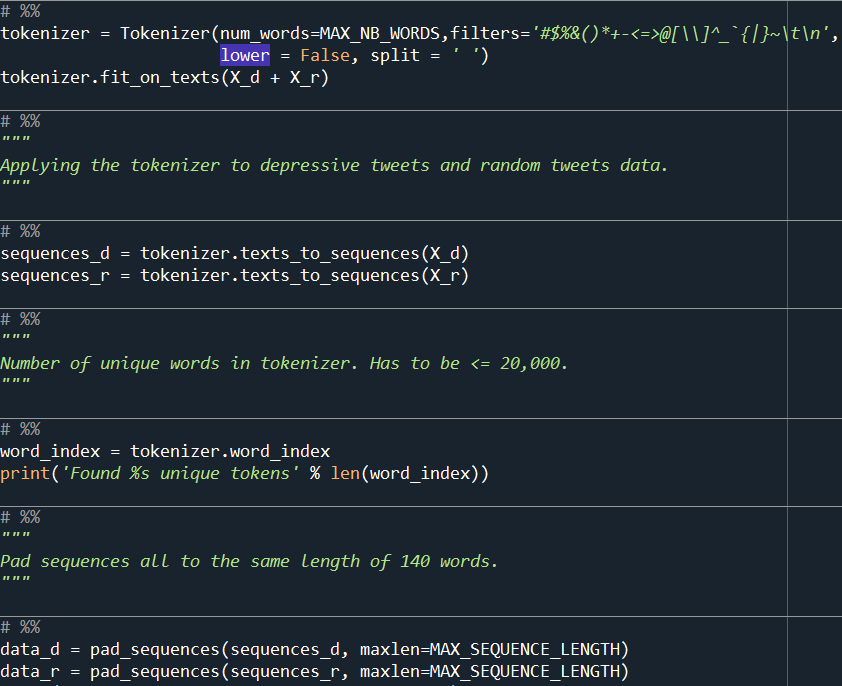 # %%
tokenizer = Tokenizer(num_words=MAX_NB_WORDS,filters='#$%&()*+-<=>@[\\]^_`{|}~\t\n',
lower = False, split = ' ')
tokenizer.fit_on_texts(X_d + X_r)
# %%
"""
Applying the tokenizer to depressive tweets and random tweets data.
"""
# %%
sequences_d = tokenizer.texts_to_sequences(X_d)
sequences_r = tokenizer.texts_to_sequences(X_r)
# %%
"""
Number of unique words in tokenizer. Has to be <= 20,000.
"""
# %%
word_index = tokenizer.word_index
print('Found %s unique tokens' % len(word_index))
# %%
"""
Pad sequences all to the same length of 140 words.
"""
# %%
data_d = pad_sequences(sequences_d, maxlen=MAX_SEQUENCE_LENGTH)
data_r = pad_sequences(sequences_r, maxlen=MAX_SEQUENCE_LENGTH)